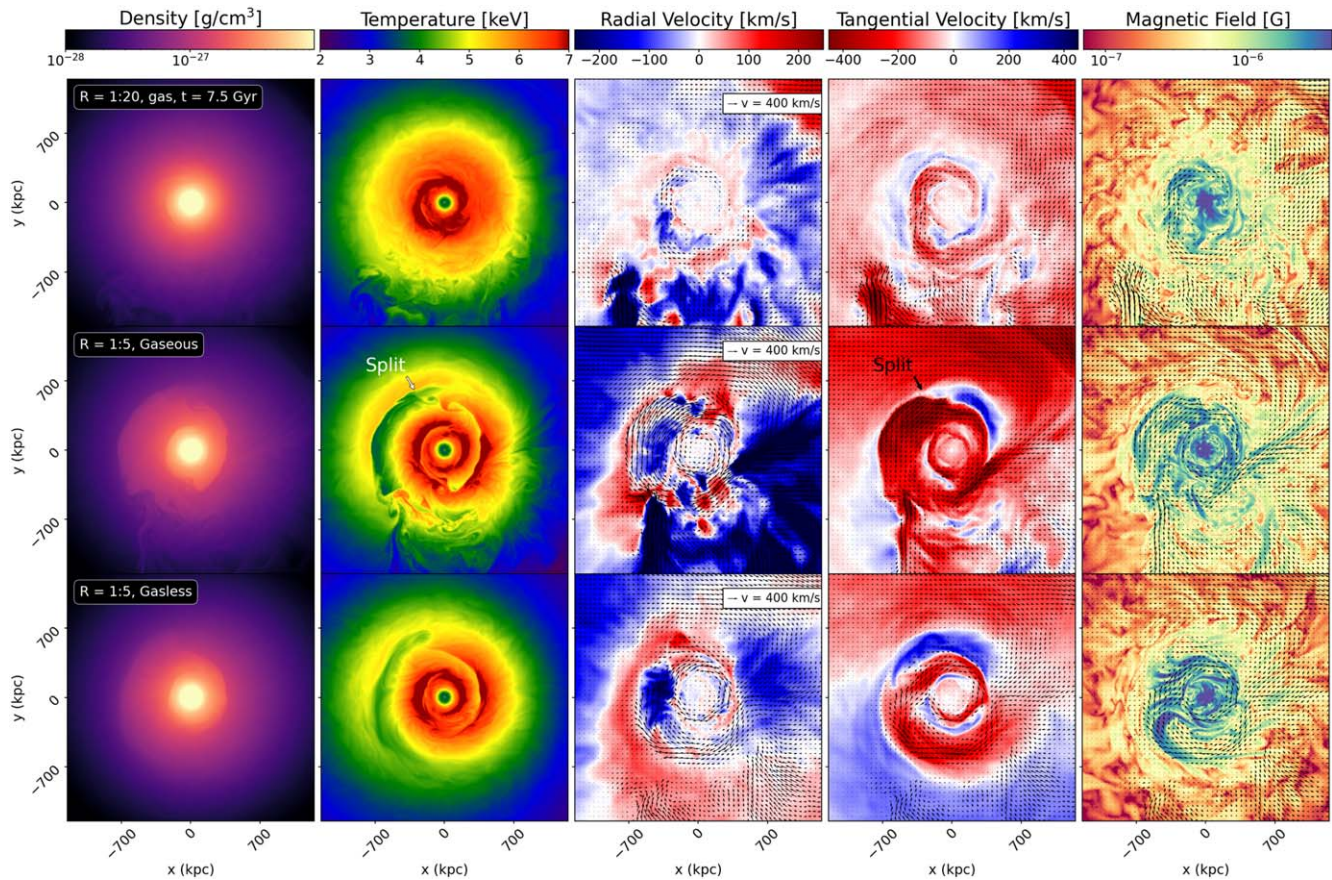 Density [g/cm³] Temperature [keV] Radial Velocity [km/s] Tangential Velocity [km/s] Magnetic Field [G]
10⁻²⁸ 10⁻²⁷ 2 3 4 5 6 7 −200 −100 0 100 200 −400 −200 0 200 400 10⁻⁷ 10⁻⁶
R = 1:20, gas, t = 7.5 Gyr
→ v = 400 km/s
700
0
−700
y (kpc)
R = 1:5, Gaseous
Split
→ v = 400 km/s
Split
700
0
−700
y (kpc)
R = 1:5, Gasless
→ v = 400 km/s
700
0
−700
y (kpc)
−700 0 700 −700 0 700 −700 0 700 −700 0 700 −700 0 700
x (kpc) x (kpc) x (kpc) x (kpc) x (kpc)